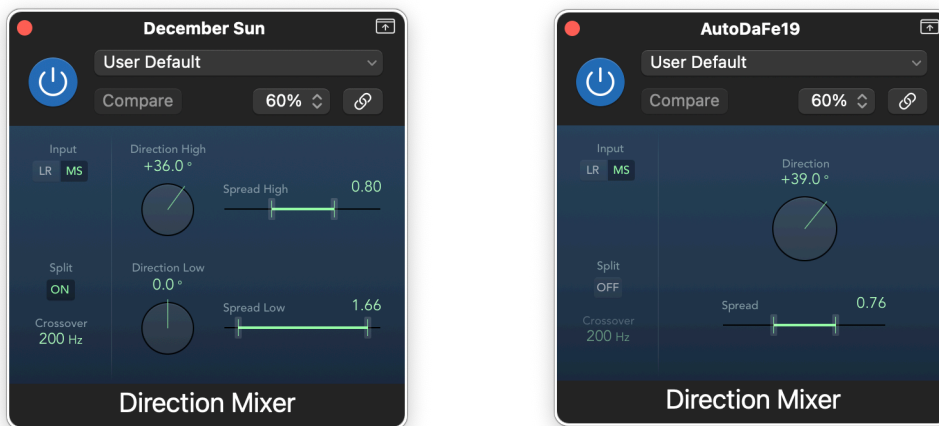 December Sun
User Default
Compare 60%
Input
LR MS
Direction High
+36.0 °
Spread High 0.80
Split
ON
Direction Low
0.0 °
Spread Low 1.66
Crossover
200 Hz
Direction Mixer
AutoDaFe19
User Default
Compare 60%
Input
LR MS
Direction
+39.0 °
Split
OFF
Spread 0.76
Crossover
200 Hz
Direction Mixer